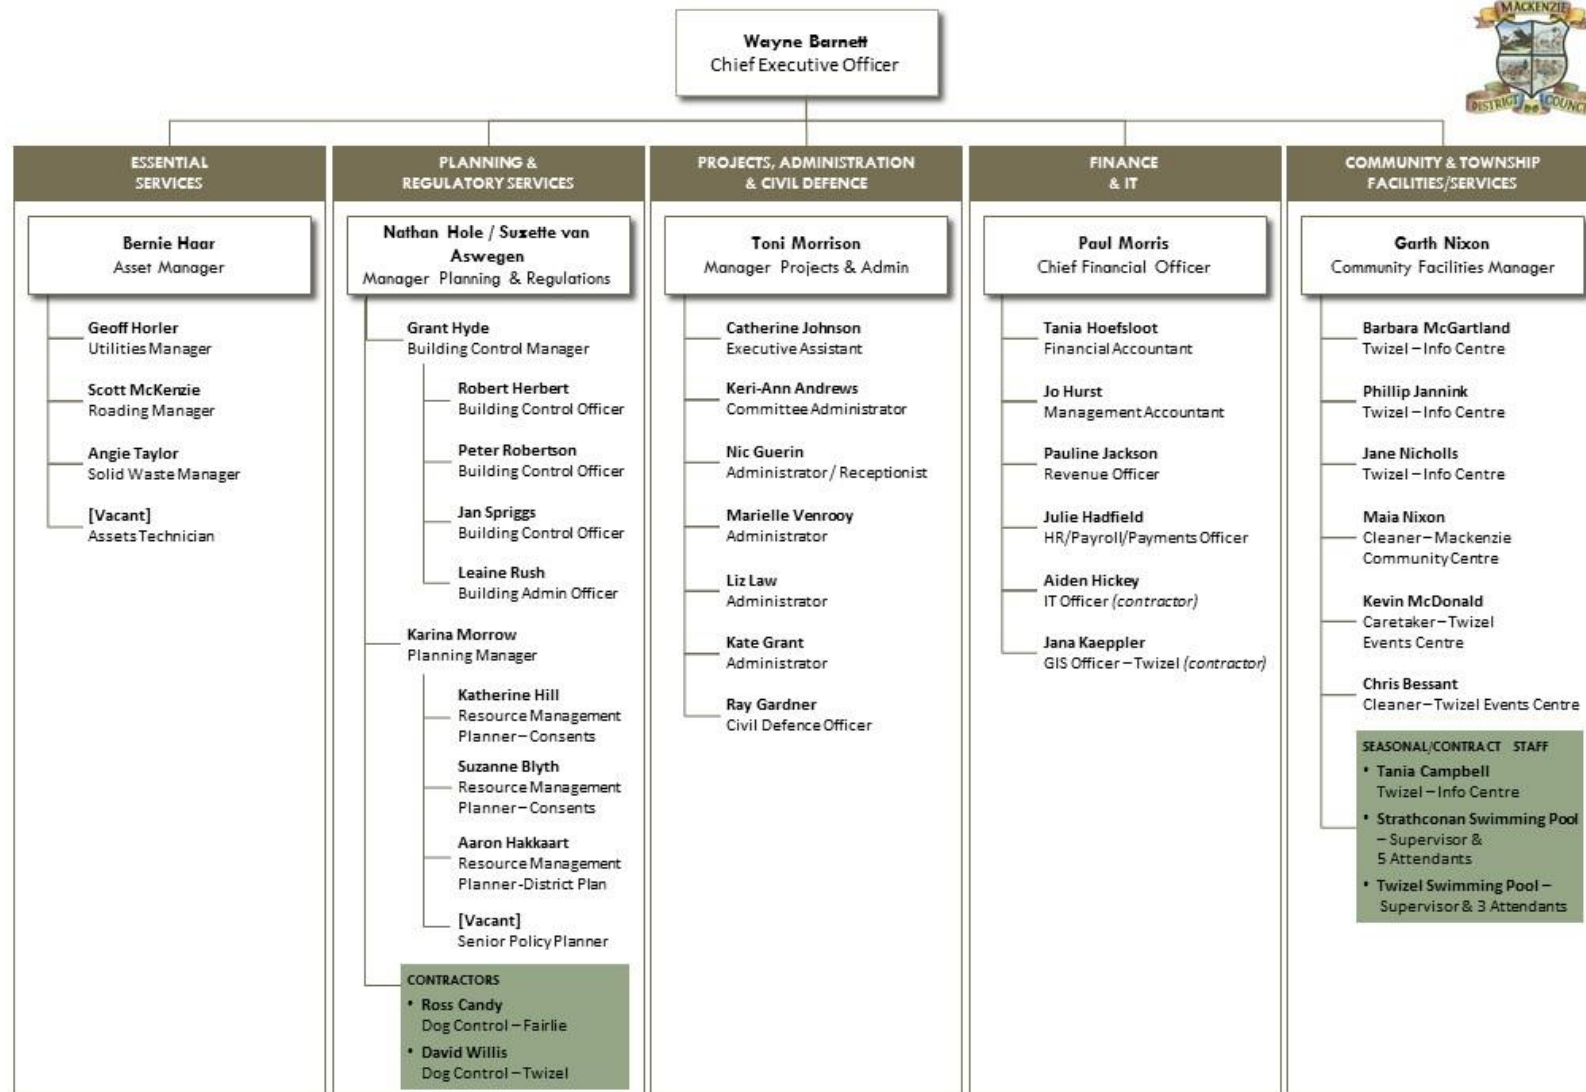 MACKENZIE
DISTRICT COUNCIL
Wayne Barnett
Chief Executive Officer
ESSENTIAL
SERVICES
Bernie Haar
Asset Manager
Geoff Horler
Utilities Manager
Scott McKenzie
Roading Manager
Angie Taylor
Solid Waste Manager
[Vacant]
Assets Technician
PLANNING &
REGULATORY SERVICES
Nathan Hole / Suzette van
Aswegen
Manager Planning & Regulations
Grant Hyde
Building Control Manager
Robert Herbert
Building Control Officer
Peter Robertson
Building Control Officer
Jan Spriggs
Building Control Officer
Leaine Rush
Building Admin Officer
Karina Morrow
Planning Manager
Katherine Hill
Resource Management
Planner – Consents
Suzanne Blyth
Resource Management
Planner – Consents
Aaron Hakkaart
Resource Management
Planner -District Plan
[Vacant]
Senior Policy Planner
CONTRACTORS
• Ross Candy
Dog Control – Fairlie
• David Willis
Dog Control – Twizel
PROJECTS, ADMINISTRATION
& CIVIL DEFENCE
Toni Morrison
Manager Projects & Admin
Catherine Johnson
Executive Assistant
Keri-Ann Andrews
Committee Administrator
Nic Guerin
Administrator / Receptionist
Marielle Venrooy
Administrator
Liz Law
Administrator
Kate Grant
Administrator
Ray Gardner
Civil Defence Officer
FINANCE
& IT
Paul Morris
Chief Financial Officer
Tania Hoefsloot
Financial Accountant
Jo Hurst
Management Accountant
Pauline Jackson
Revenue Officer
Julie Hadfield
HR/Payroll/Payments Officer
Aiden Hickey
IT Officer (contractor)
Jana Kaeppler
GIS Officer – Twizel (contractor)
COMMUNITY & TOWNSHIP
FACILITIES/SERVICES
Garth Nixon
Community Facilities Manager
Barbara McGartland
Twizel – Info Centre
Phillip Jannink
Twizel – Info Centre
Jane Nicholls
Twizel – Info Centre
Maia Nixon
Cleaner – Mackenzie
Community Centre
Kevin McDonald
Caretaker – Twizel
Events Centre
Chris Bessant
Cleaner – Twizel Events Centre
SEASONAL/CONTRACT STAFF
• Tania Campbell
Twizel – Info Centre
• Strathconan Swimming Pool
– Supervisor &
5 Attendants
• Twizel Swimming Pool –
Supervisor & 3 Attendants